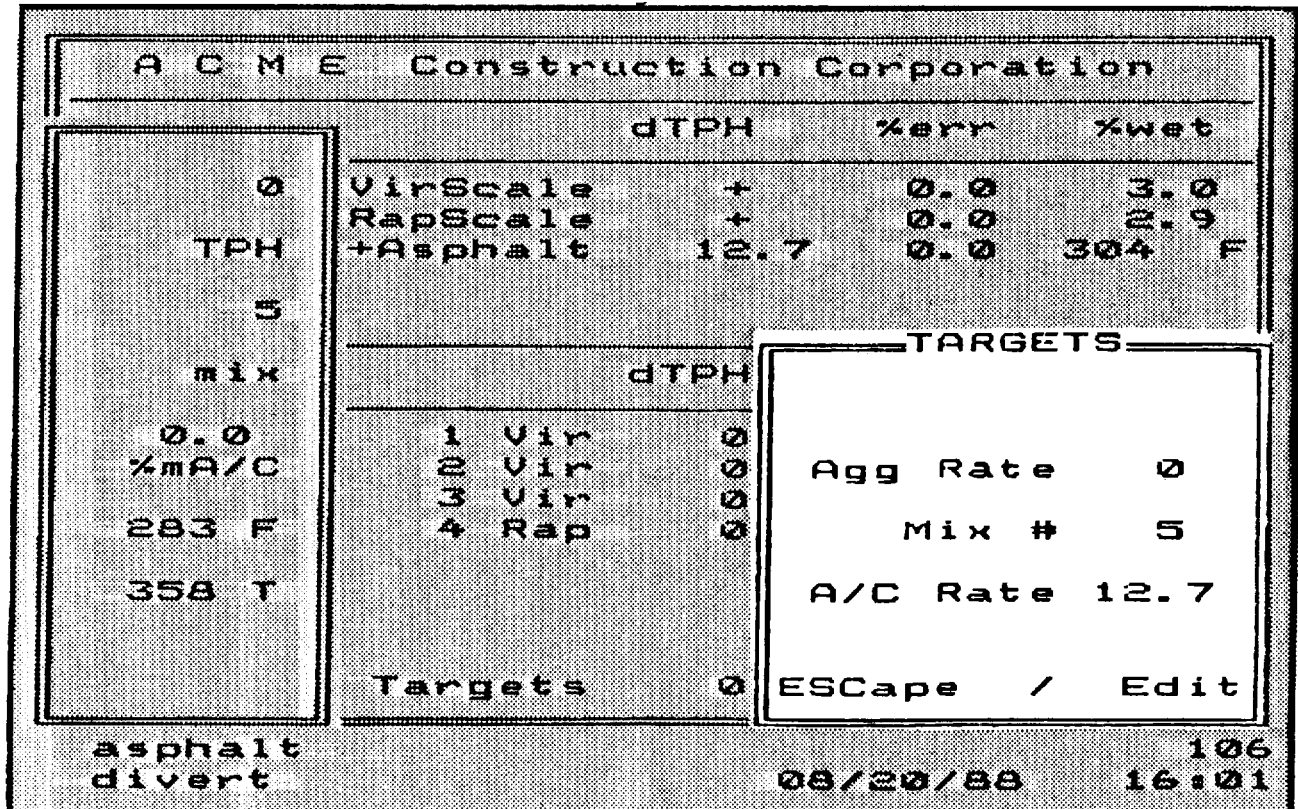 A C M E Construction Corporation
dTPH %err %wet
0 VirScale + 0.0 3.0
RapScale + 0.0 2.9
TPH +Asphalt 12.7 0.0 304 F
5
TARGETS
mix dTPH
0.0 1 Vir 0
%mA/C 2 Vir 0 Agg Rate 0
3 Vir 0
283 F 4 Rap 0 Mix # 5
358 T A/C Rate 12.7
Targets 0 ESCape / Edit
asphalt 106
divert 08/20/88 16:01